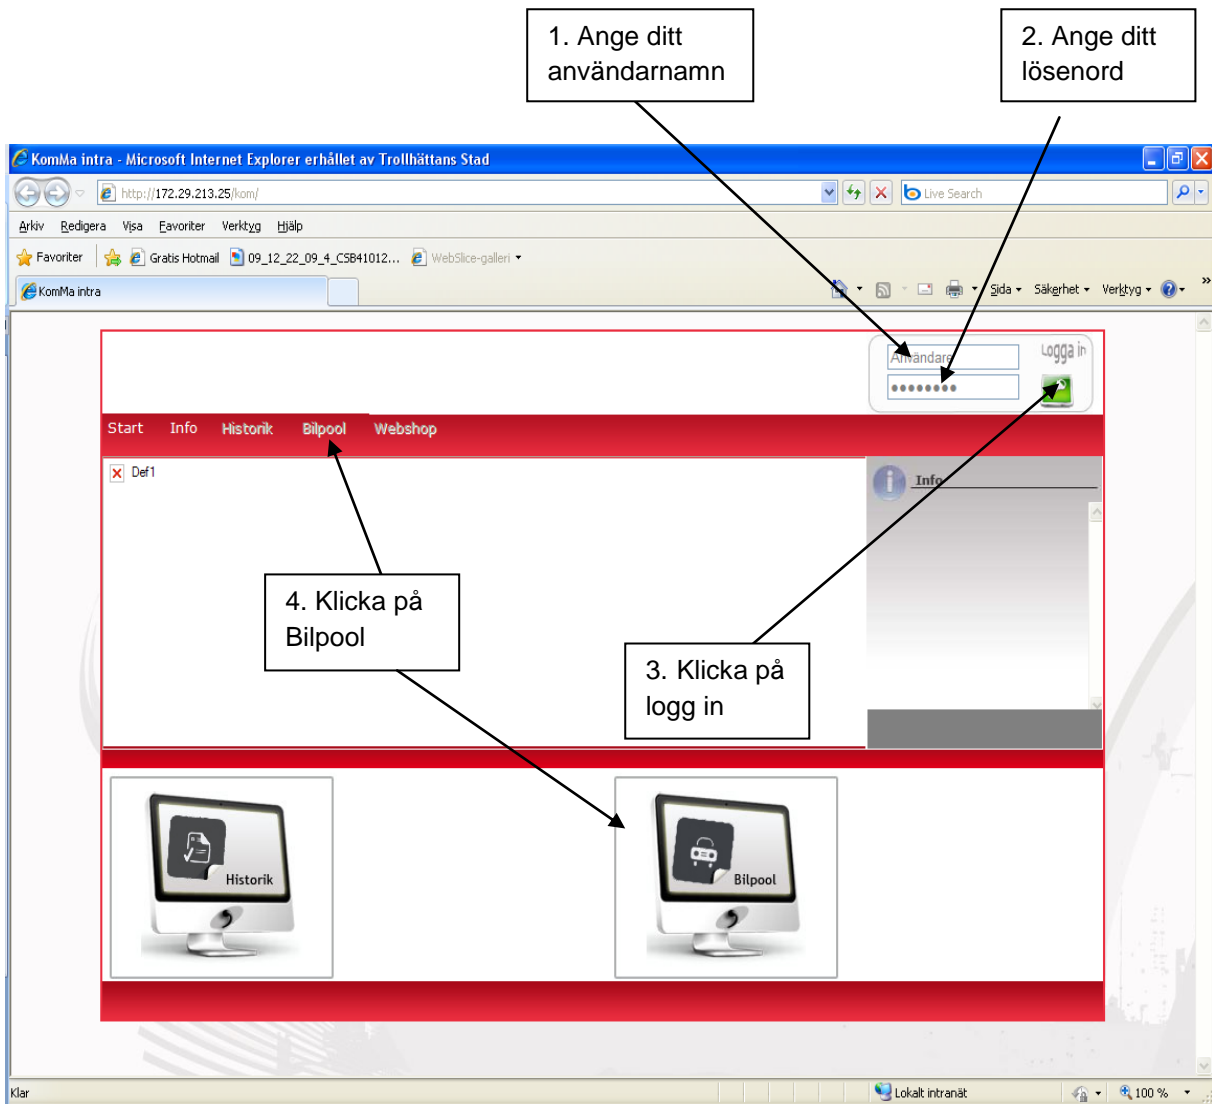 1. Ange ditt
användarnamn
2. Ange ditt
lösenord
KomMa intra - Microsoft Internet Explorer erhållet av Trollhättans Stad
http://172.29.213.25/kom/
Live Search
Arkiv Redigera Visa Favoriter Verktyg Hjälp
Favoriter Gratis Hotmail 09_12_22_09_4_CSB41012... WebSlice-galleri
KomMa intra
Sida Säkerhet Verktyg »
Användare
Logga in
●●●●●●●●
Start Info Historik Bilpool Webshop
Def1
Info
4. Klicka på
Bilpool
3. Klicka på
logg in
Historik
Bilpool
Klar
Lokalt intranät
100 %